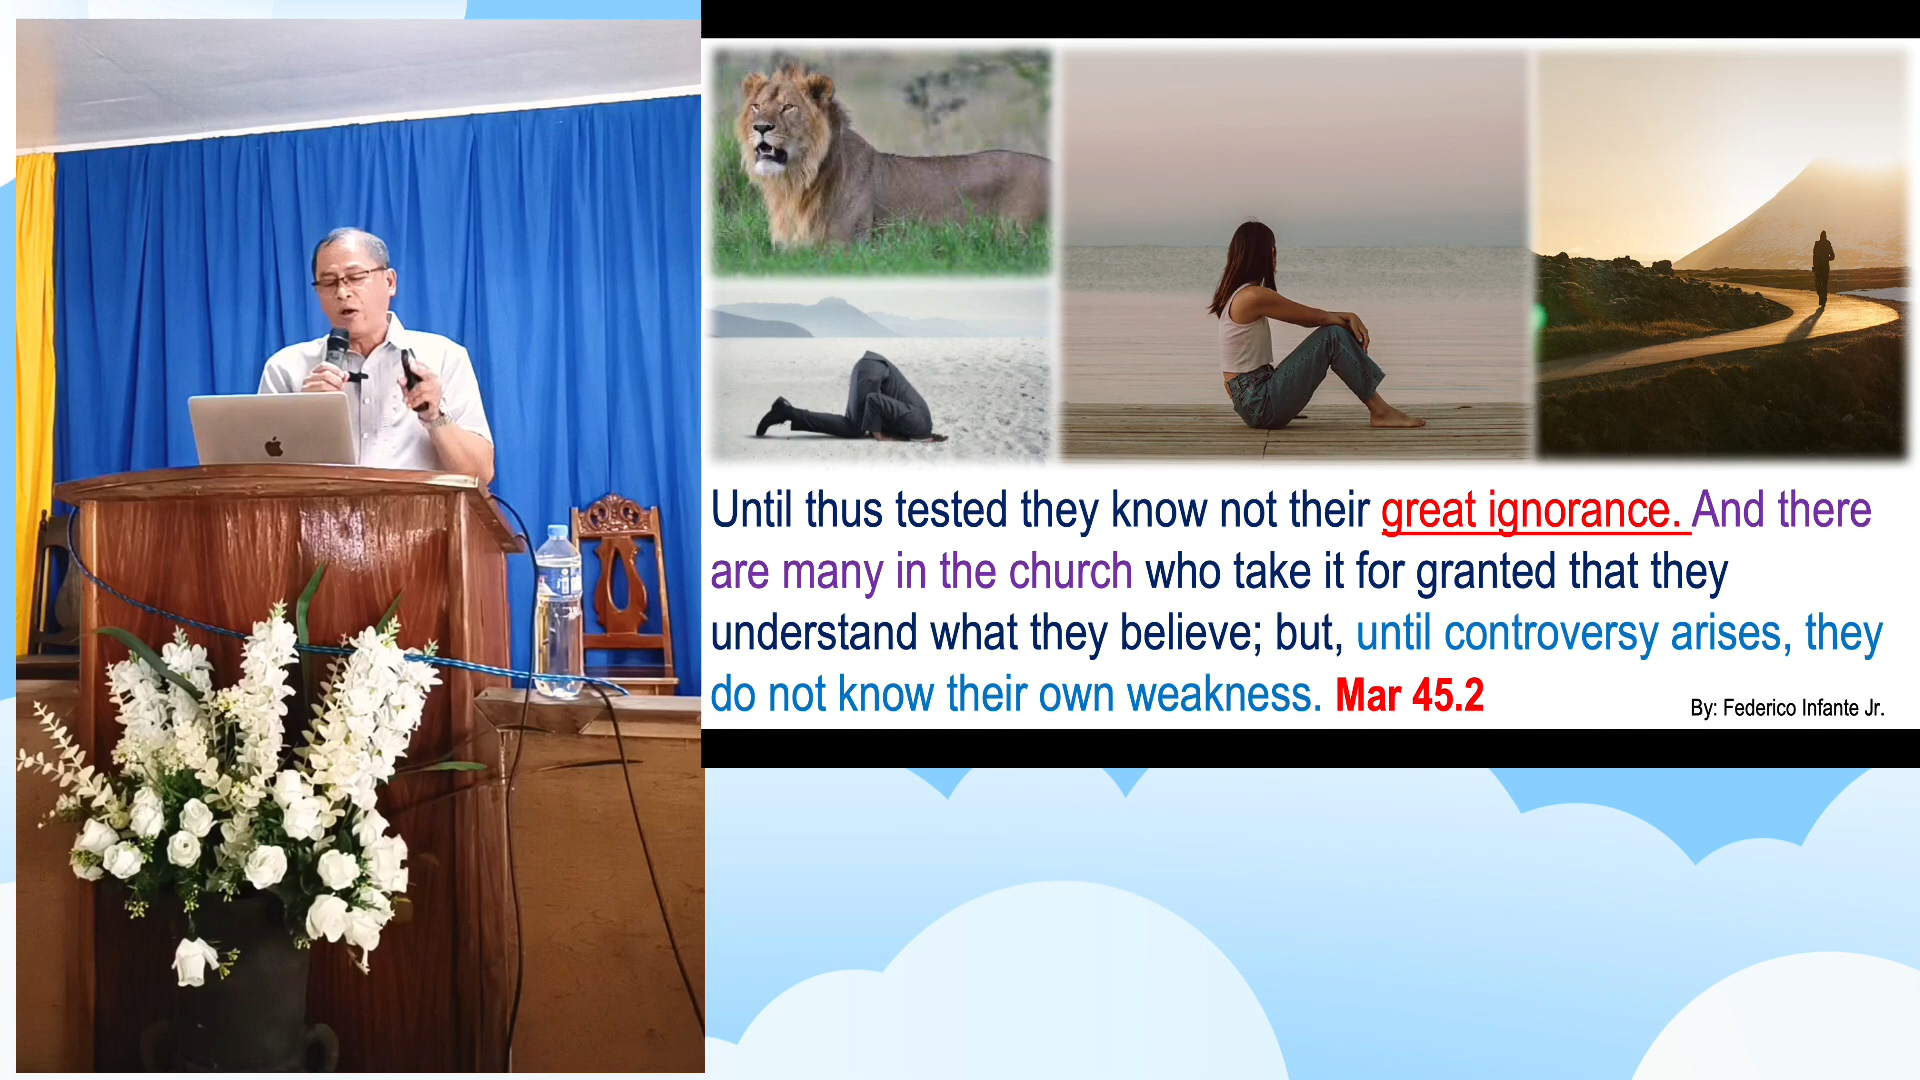 Until thus tested they know not their great ignorance. And there
are many in the church who take it for granted that they
understand what they believe; but, until controversy arises, they
do not know their own weakness. Mar 45.2
By: Federico Infante Jr.